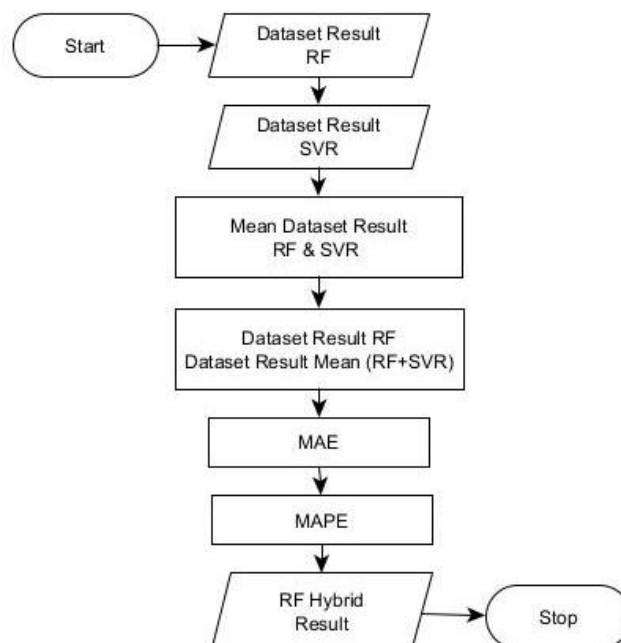 Start
Dataset Result
RF
Dataset Result
SVR
Mean Dataset Result
RF & SVR
Dataset Result RF
Dataset Result Mean (RF+SVR)
MAE
MAPE
RF Hybrid
Result
Stop